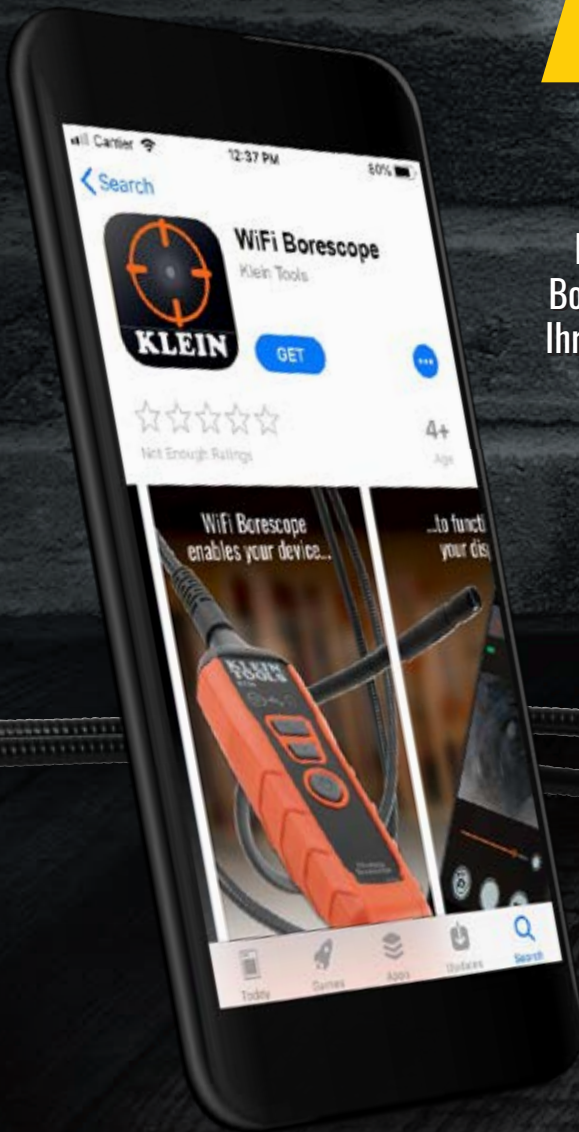 Carrier
12:37 PM
80%
Search
WiFi Borescope
Klein Tools
KLEIN
GET
Not Enough Ratings
4+
Age
WiFi Borescope
enables your device...
...to functi
your disp
KLEIN
TOOLS
Today
Games
Apps
Updates
Search
Bo
Ihr